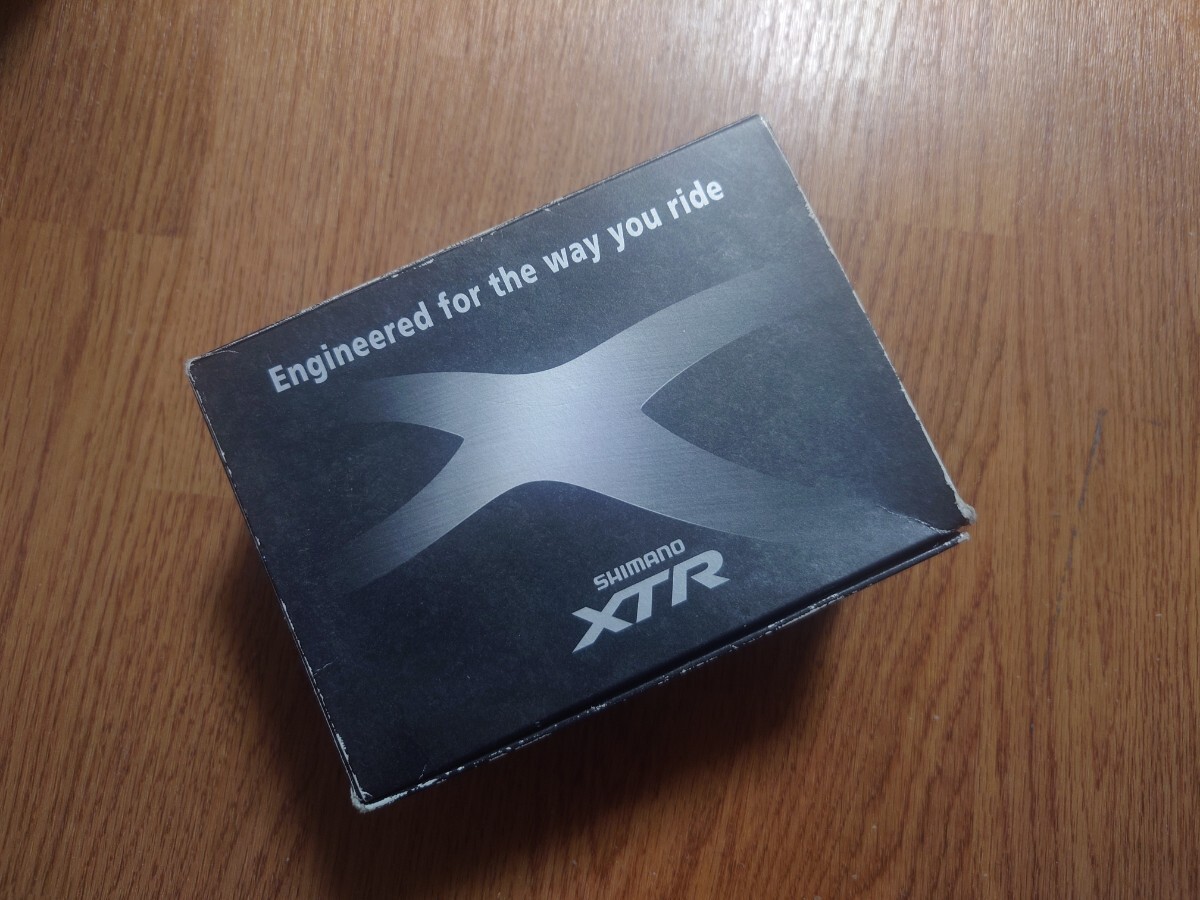 Engineered for the way you ride
SHIMANO
XTR